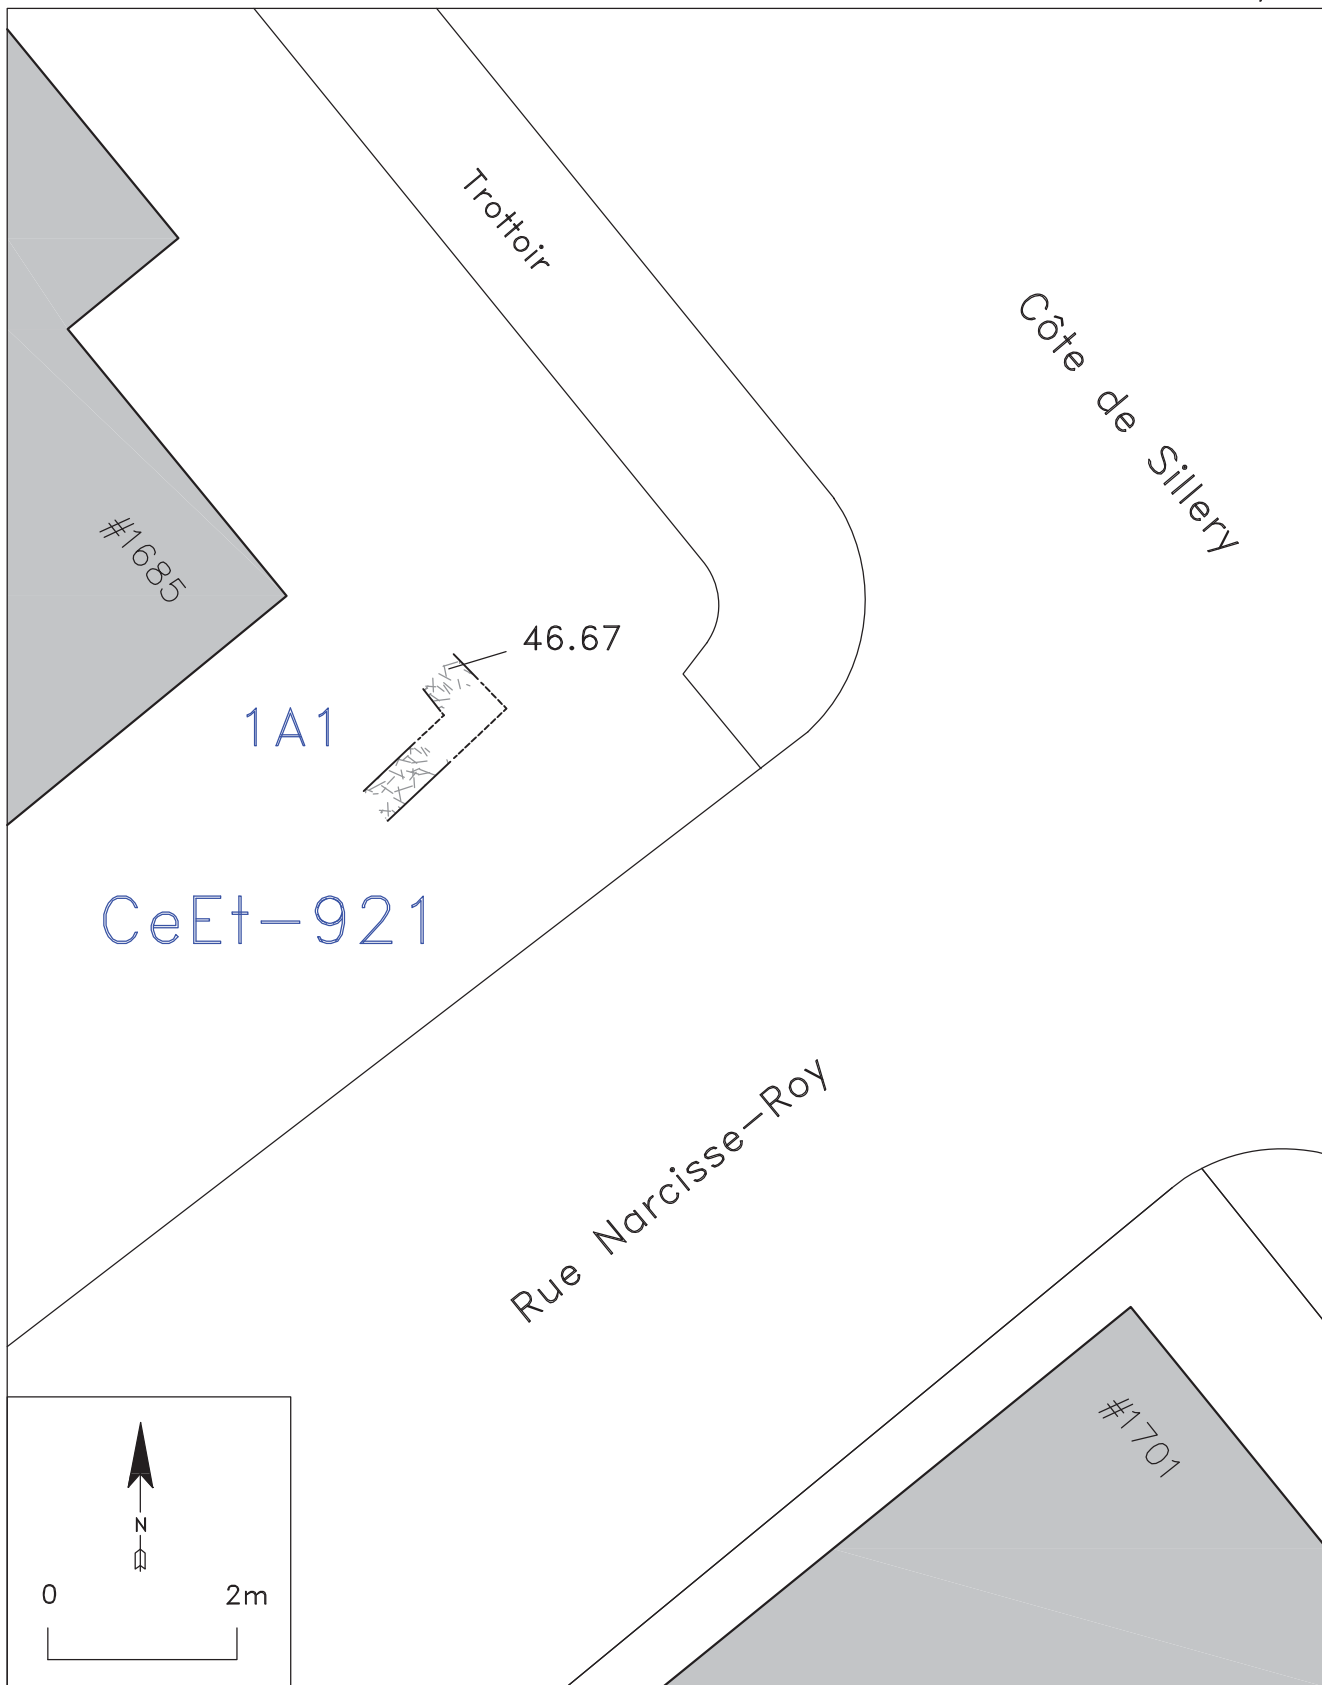 Trottoir
Côte de Sillery
#1685
46.67
1A1
CeEt-921
Rue Narcisse-Roy
#1701
N
0 2m